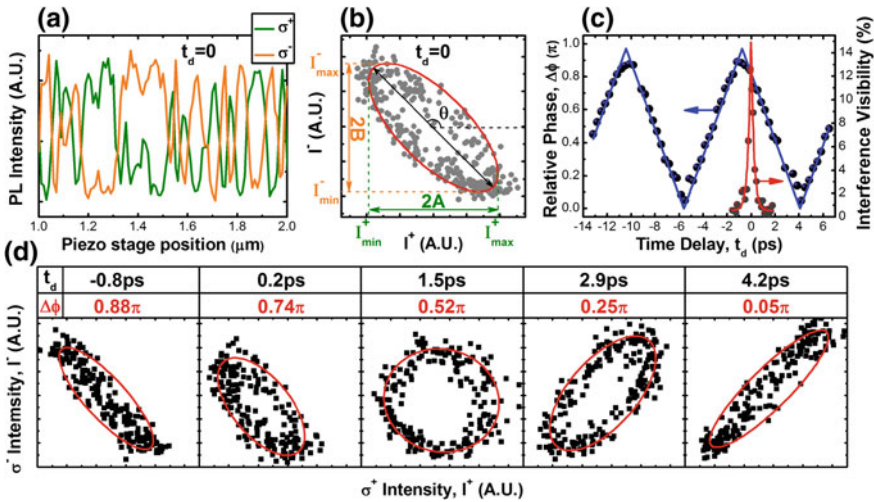 (a)
σ⁺
σ⁻
t_d=0
PL Intensity (A.U.)
1.0 1.2 1.4 1.6 1.8 2.0
Piezo stage position (μm)
(b)
t_d=0
I⁻_max
I⁻_min
2B
θ
2A
I⁻ (A.U.)
I⁺_min
I⁺ (A.U.)
I⁺_max
(c)
Relative Phase, Δϕ (π)
1.0
0.8
0.6
0.4
0.2
0.0
14
12
10
8
6
4
2
0
Interference Visibility (%)
-14 -12 -10 -8 -6 -4 -2 0 2 4 6
Time Delay, t_d (ps)
(d)
t_d -0.8ps 0.2ps 1.5ps 2.9ps 4.2ps
Δϕ 0.88π 0.74π 0.52π 0.25π 0.05π
σ⁻ Intemsity, I⁻ (A.U.)
σ⁺ Intensity, I⁺ (A.U.)